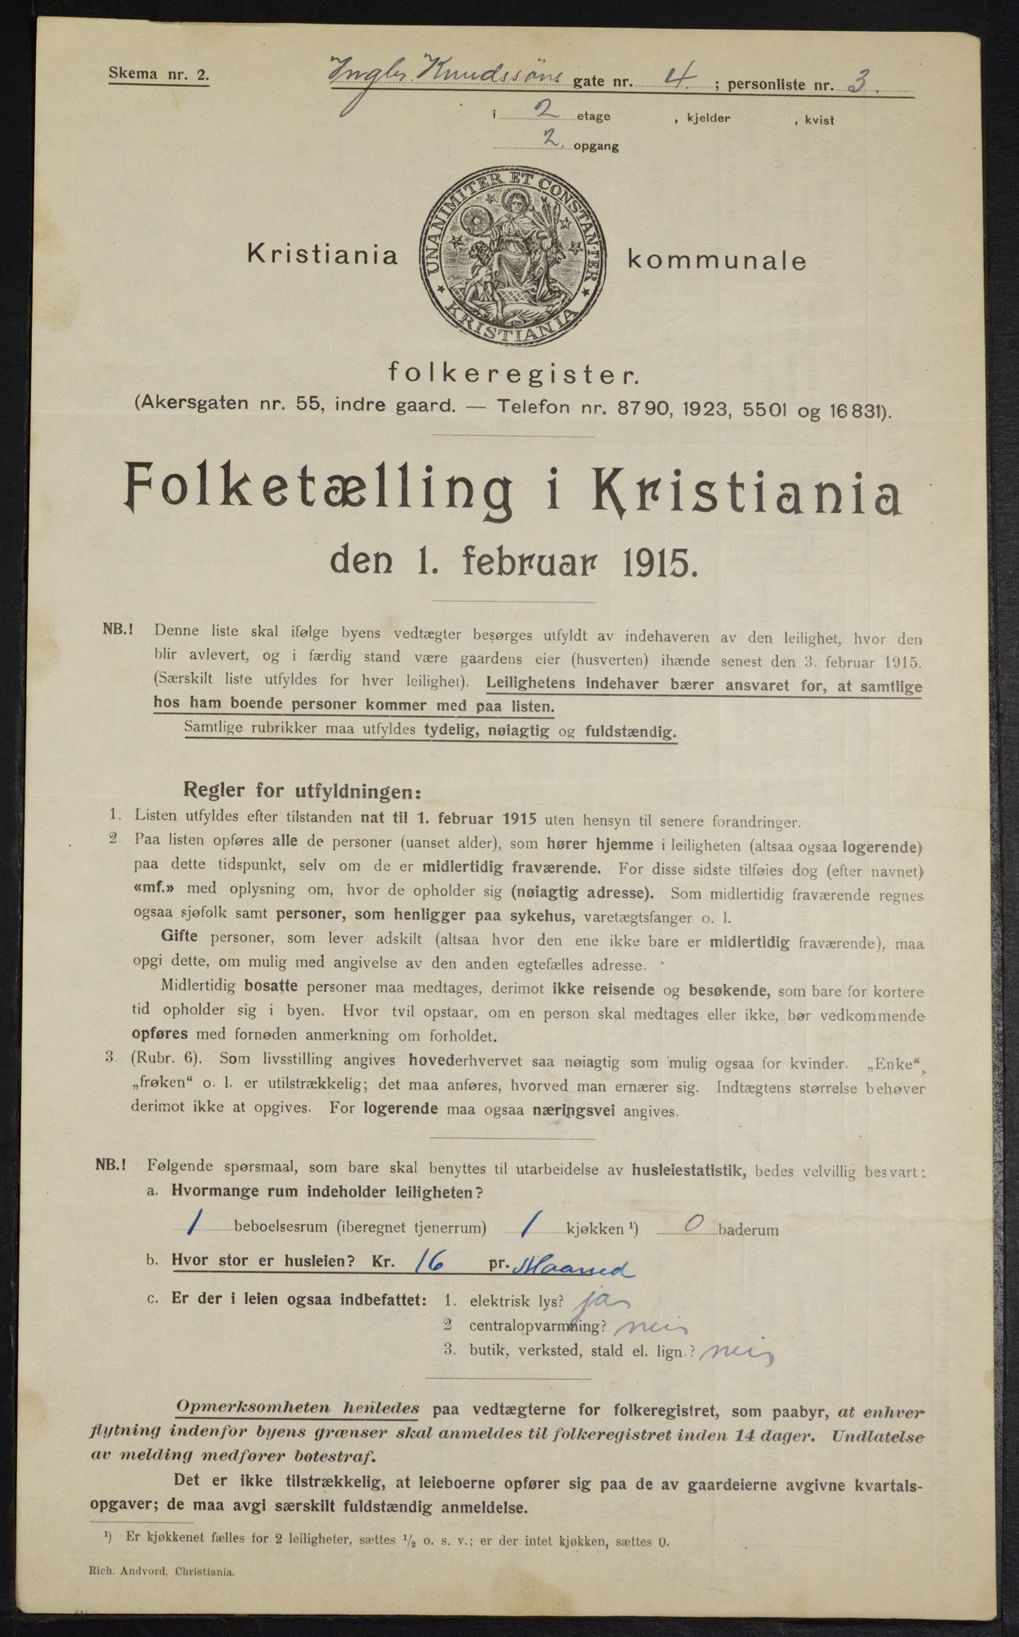 Skema nr. 2.
Ingler Knudssøns gate nr. 4. ; personliste nr. 3.
i 2 etage , kjelder , kvist
2. opgang
UNANIMITER ET CONSTANTER
KRISTIANIA
Kristiania kommunale
folkeregister.
(Akersgaten nr. 55, indre gaard. — Telefon nr. 8790, 1923, 5501 og 16831).
Folketælling i Kristiania
den 1. februar 1915.
NB.! Denne liste skal ifølge byens vedtægter besørges utfyldt av indehaveren av den leilighet, hvor den
blir avlevert, og i færdig stand være gaardens eier (husverten) ihænde senest den 3. februar 1915.
(Særskilt liste utfyldes for hver leilighet). Leilighetens indehaver bærer ansvaret for, at samtlige
hos ham boende personer kommer med paa listen.
Samtlige rubrikker maa utfyldes tydelig, nøiagtig og fuldstændig.
Regler for utfyldningen:
1. Listen utfyldes efter tilstanden nat til 1. februar 1915 uten hensyn til senere forandringer.
2 Paa listen opføres alle de personer (uanset alder), som hører hjemme i leiligheten (altsaa ogsaa logerende)
paa dette tidspunkt, selv om de er midlertidig fraværende. For disse sidste tilføies dog (efter navnet)
«mf.» med oplysning om, hvor de opholder sig (nøiagtig adresse). Som midlertidig fraværende regnes
ogsaa sjøfolk samt personer, som henligger paa sykehus, varetægtsfanger o. l.
Gifte personer, som lever adskilt (altsaa hvor den ene ikke bare er midlertidig fraværende), maa
opgi dette, om mulig med angivelse av den anden egtefælles adresse.
Midlertidig bosatte personer maa medtages, derimot ikke reisende og besøkende, som bare for kortere
tid opholder sig i byen. Hvor tvil opstaar, om en person skal medtages eller ikke, bør vedkommende
opføres med fornøden anmerkning om forholdet.
3 (Rubr. 6). Som livsstilling angives hovederhvervet saa nøiagtig som mulig ogsaa for kvinder. „Enke“,
„frøken“ o. l. er utilstrækkelig; det maa anføres, hvorved man ernærer sig. Indtægtens størrelse behøver
derimot ikke at opgives. For logerende maa ogsaa næringsvei angives.
NB.! Følgende spørsmaal, som bare skal benyttes til utarbeidelse av husleiestatistik, bedes velvillig besvart:
a. Hvormange rum indeholder leiligheten?
1 beboelsesrum (iberegnet tjenerrum) 1 kjøkken ¹) 0 baderum
b. Hvor stor er husleien? Kr. 16 pr. Maaned
c. Er der i leien ogsaa indbefattet: 1. elektrisk lys? ja
2 centralopvarmning? nei
3. butik, verksted, stald el. lign.? nei
Opmerksomheten henledes paa vedtægterne for folkeregistret, som paabyr, at enhver
flytning indenfor byens grænser skal anmeldes til folkeregistret inden 14 dager. Undlatelse
av melding medfører bøtestraf.
Det er ikke tilstrækkelig, at leieboerne opfører sig paa de av gaardeierne avgivne kvartals-
opgaver; de maa avgi særskilt fuldstændig anmeldelse.
¹) Er kjøkkenet fælles for 2 leiligheter, sættes ¹/₂ o. s. v.; er der intet kjøkken, sættes 0.
Rich. Andvord, Christiania.